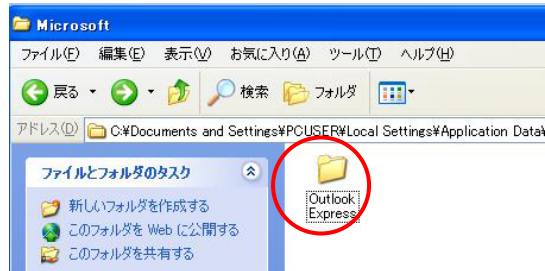 Microsoft
ファイル(F) 編集(E) 表示(V) お気に入り(A) ツール(T) ヘルプ(H)
戻る 検索 フォルダ
アドレス(D) C:¥Documents and Settings¥PCUSER¥Local Settings¥Application Data¥
ファイルとフォルダのタスク
新しいフォルダを作成する
このフォルダを Web に公開する
このフォルダを共有する
Outlook
Express